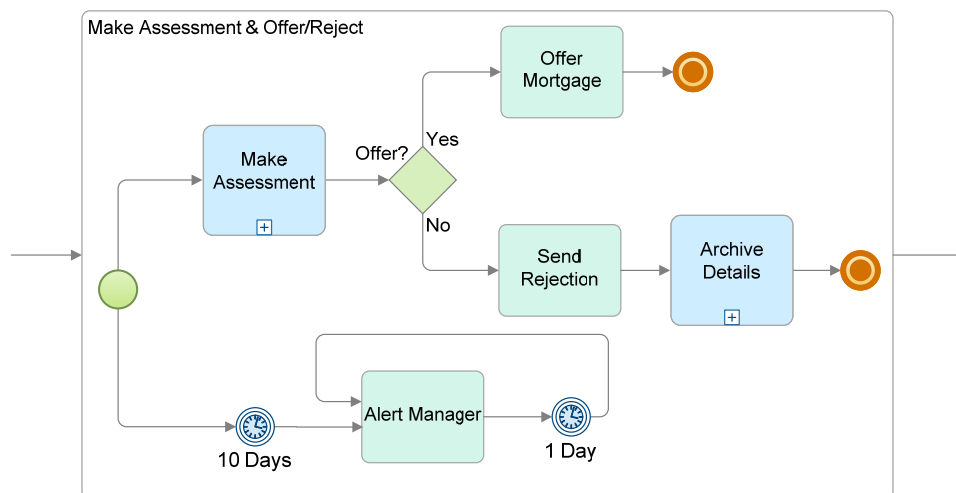 Make Assessment & Offer/Reject
Offer
Mortgage
Yes
Offer?
Make
Assessment
No
Send
Rejection
Archive
Details
Alert Manager
10 Days
1 Day